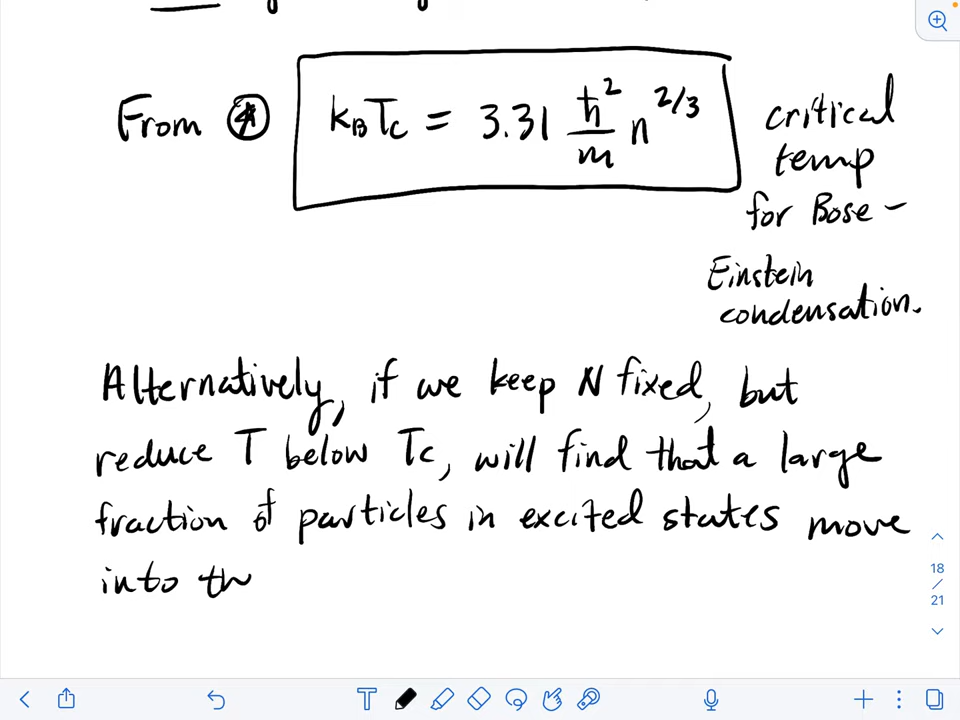 From ⊛ k_B T_C = 3.31 ħ²/m n^{2/3}
critical
temp
for Bose –
Einstein
condensation.
Alternatively, if we keep N fixed, but
reduce T below Tc, will find that a large
fraction of particles in excited states move
into th
18
/
21